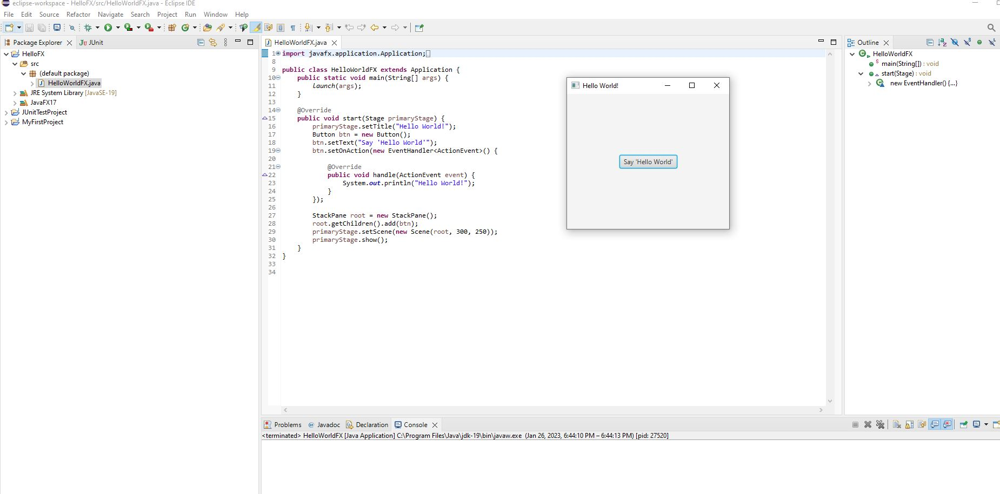 eclipse-workspace - HelloFX/src/HelloWorldFX.java - Eclipse IDE
File Edit Source Refactor Navigate Search Project Run Window Help
Package Explorer
JUnit
HelloFX
src
(default package)
HelloWorldFX.java
JRE System Library [JavaSE-19]
JavaFX17
JUnitTestProject
MyFirstProject
HelloWorldFX.java
1 import javafx.application.Application;
8
9 public class HelloWorldFX extends Application {
10 public static void main(String[] args) {
11 launch(args);
12 }
13
14 @Override
15 public void start(Stage primaryStage) {
16 primaryStage.setTitle("Hello World!");
17 Button btn = new Button();
18 btn.setText("Say 'Hello World'");
19 btn.setOnAction(new EventHandler<ActionEvent>() {
20
21 @Override
22 public void handle(ActionEvent event) {
23 System.out.println("Hello World!");
24 }
25 });
26
27 StackPane root = new StackPane();
28 root.getChildren().add(btn);
29 primaryStage.setScene(new Scene(root, 300, 250));
30 primaryStage.show();
31 }
32 }
33
34
Hello World!
Say 'Hello World'
Outline
HelloWorldFX
main(String[]) : void
start(Stage) : void
new EventHandler() {...}
Problems @ Javadoc Declaration Console
<terminated> HelloWorldFX [Java Application] C:\Program Files\Java\jdk-19\bin\javaw.exe (Jan 26, 2023, 6:44:10 PM – 6:44:13 PM) [pid: 27520]